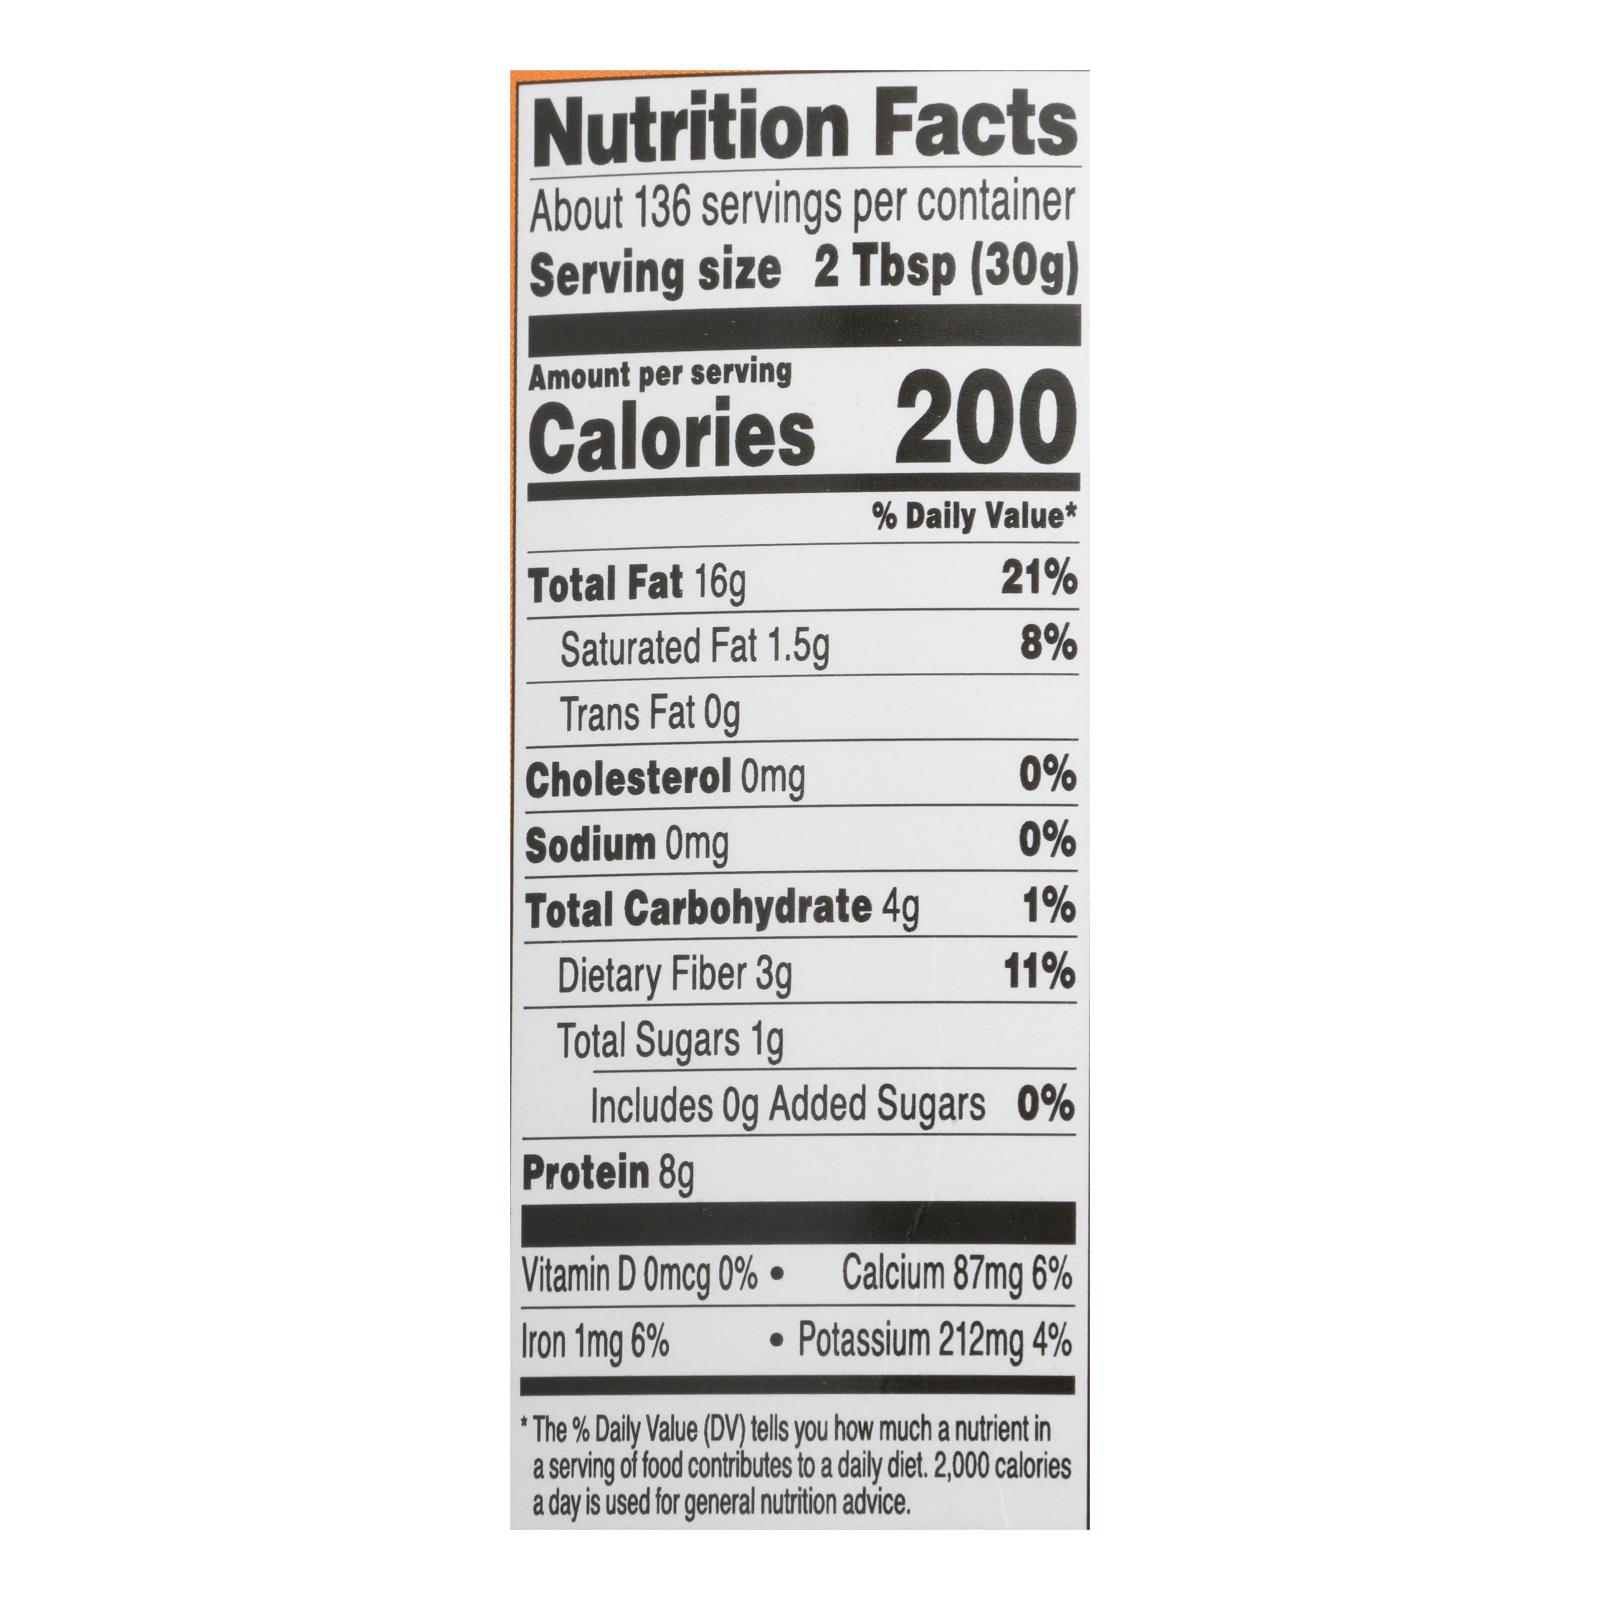 Nutrition Facts
About 136 servings per container
Serving size 2 Tbsp (30g)
Amount per serving
Calories 200
% Daily Value*
Total Fat 16g 21%
Saturated Fat 1.5g 8%
Trans Fat 0g
Cholesterol 0mg 0%
Sodium 0mg 0%
Total Carbohydrate 4g 1%
Dietary Fiber 3g 11%
Total Sugars 1g
Includes 0g Added Sugars 0%
Protein 8g
Vitamin D 0mcg 0% • Calcium 87mg 6%
Iron 1mg 6% • Potassium 212mg 4%
* The % Daily Value (DV) tells you how much a nutrient in
a serving of food contributes to a daily diet. 2,000 calories
a day is used for general nutrition advice.